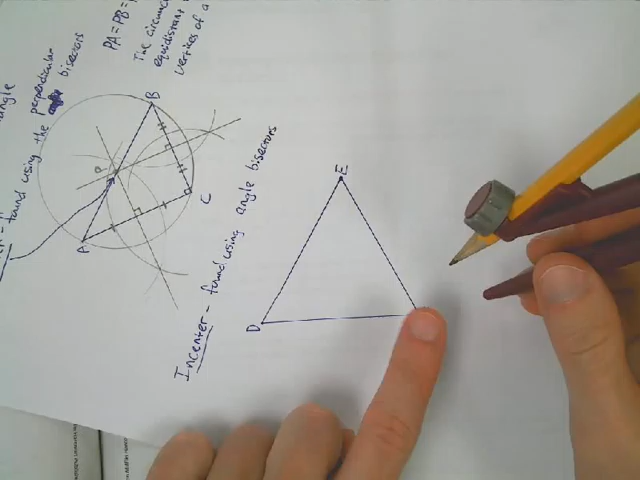 angle
found using the perpendicular
bisectors
PA = PB =
The circumc
equidistant
vertices of a
B
P
C
A
Incenter - found using angle bisectors
E
D